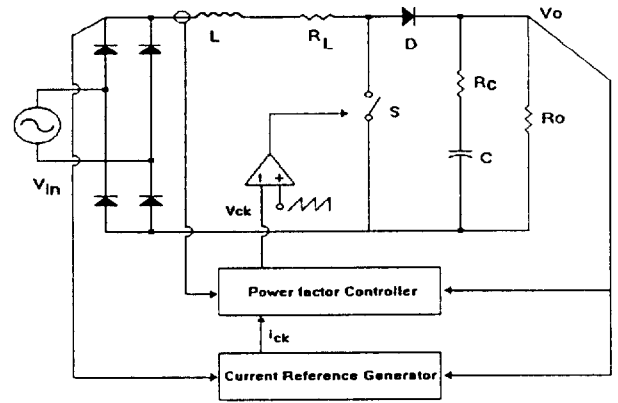 Vo
L
RL
D
Rc
S
Ro
C
Vin
+
Vck
Power factor Controller
ick
Current Reference Generator